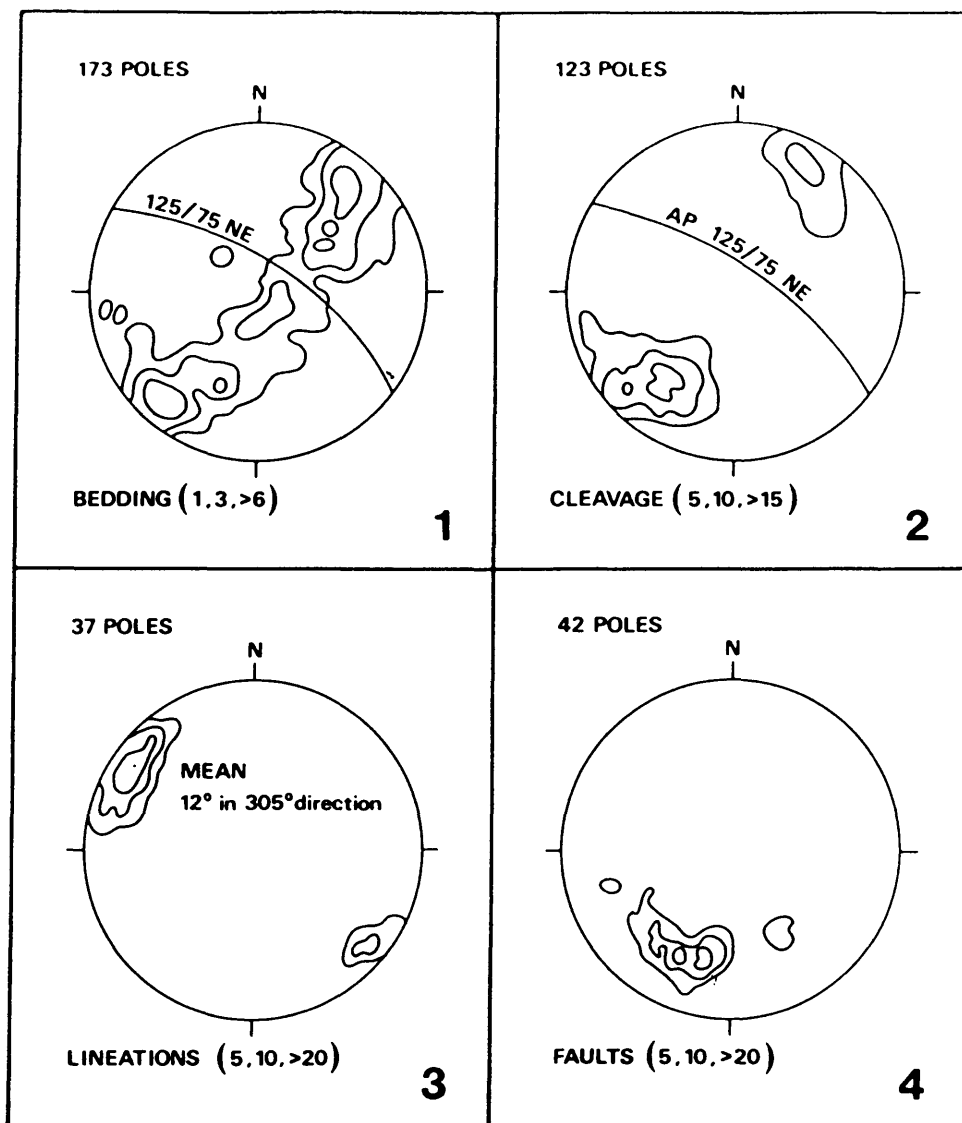 173 POLES
N
125/75 NE
BEDDING (1,3,>6)
1
123 POLES
N
AP 125/75 NE
CLEAVAGE (5,10,>15)
2
37 POLES
N
MEAN
12° in 305° direction
LINEATIONS (5,10,>20)
3
42 POLES
N
FAULTS (5,10,>20)
4